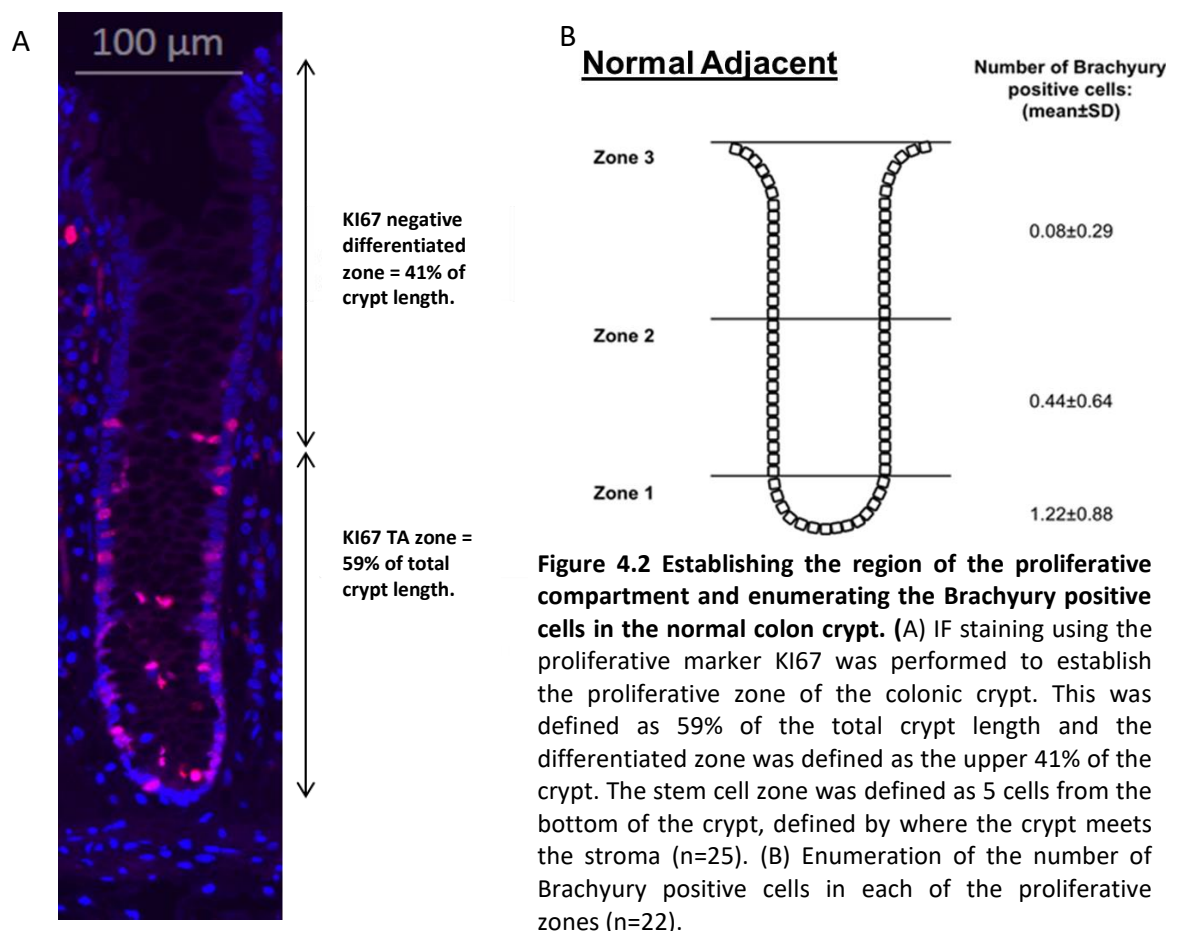 A
100 µm
KI67 negative
differentiated
zone = 41% of
crypt length.
KI67 TA zone =
59% of total
crypt length.
B
Normal Adjacent
Number of Brachyury
positive cells:
(mean±SD)
Zone 3
0.08±0.29
Zone 2
0.44±0.64
Zone 1
1.22±0.88
Figure 4.2 Establishing the region of the proliferative
compartment and enumerating the Brachyury positive
cells in the normal colon crypt. (A) IF staining using the
proliferative marker KI67 was performed to establish
the proliferative zone of the colonic crypt. This was
defined as 59% of the total crypt length and the
differentiated zone was defined as the upper 41% of the
crypt. The stem cell zone was defined as 5 cells from the
bottom of the crypt, defined by where the crypt meets
the stroma (n=25). (B) Enumeration of the number of
Brachyury positive cells in each of the proliferative
zones (n=22).